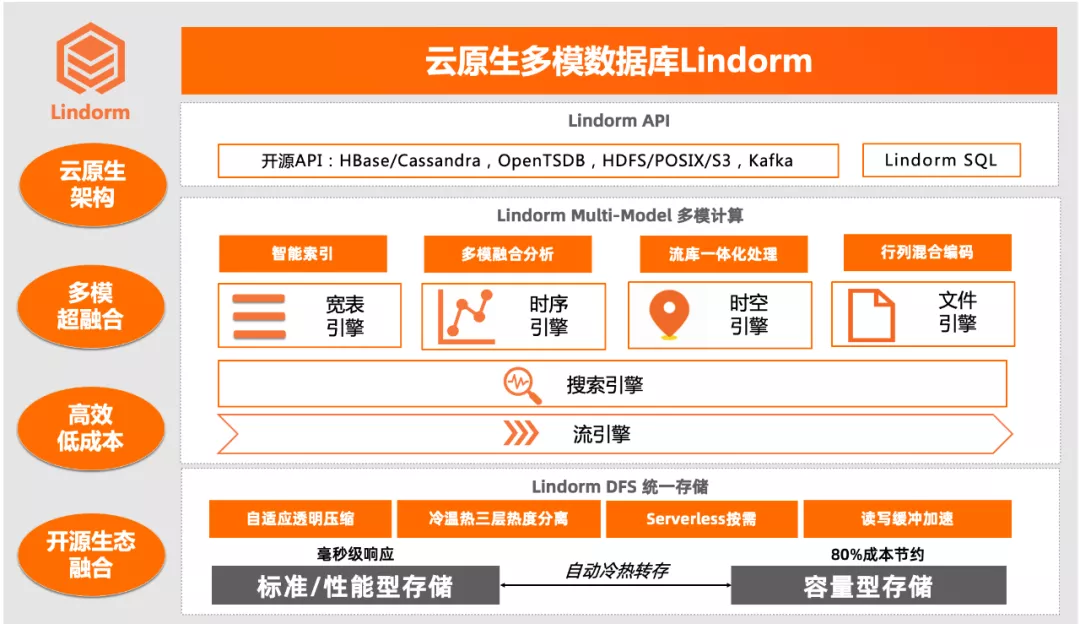 云原生多模数据库Lindorm
Lindorm
云原生
架构
多模
超融合
高效
低成本
开源生态
融合
Lindorm API
开源API：HBase/Cassandra，OpenTSDB，HDFS/POSIX/S3，Kafka
Lindorm SQL
Lindorm Multi-Model 多模计算
智能索引
多模融合分析
流库一体化处理
行列混合编码
宽表
引擎
时序
引擎
时空
引擎
文件
引擎
搜索引擎
流引擎
Lindorm DFS 统一存储
自适应透明压缩
冷温热三层热度分离
Serverless按需
读写缓冲加速
毫秒级响应
标准/性能型存储
自动冷热转存
80%成本节约
容量型存储